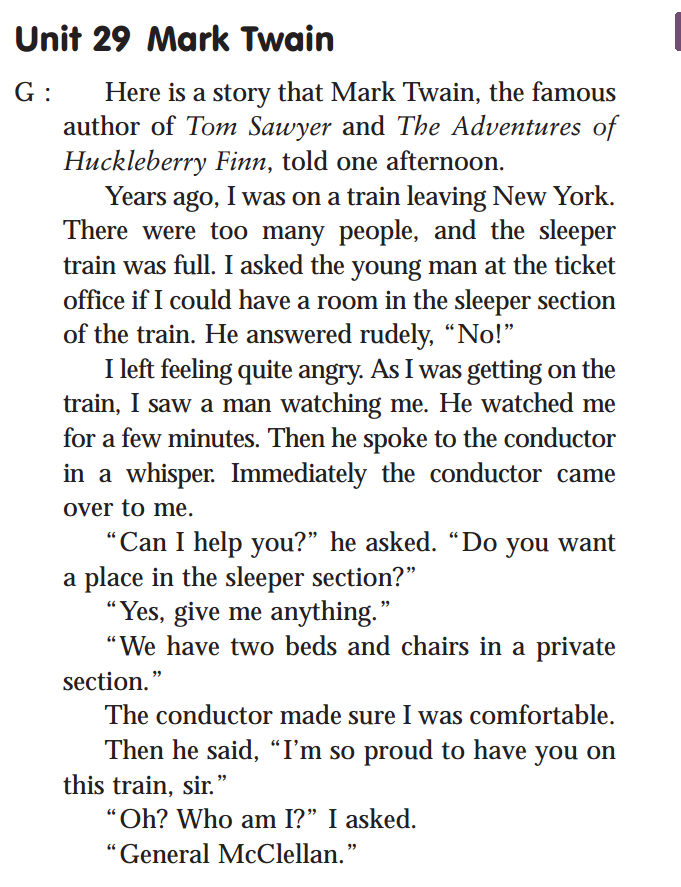 Unit 29 Mark Twain
G : Here is a story that Mark Twain, the famous
author of Tom Sawyer and The Adventures of
Huckleberry Finn, told one afternoon.
Years ago, I was on a train leaving New York.
There were too many people, and the sleeper
train was full. I asked the young man at the ticket
office if I could have a room in the sleeper section
of the train. He answered rudely, “No!”
I left feeling quite angry. As I was getting on the
train, I saw a man watching me. He watched me
for a few minutes. Then he spoke to the conductor
in a whisper. Immediately the conductor came
over to me.
“Can I help you?” he asked. “Do you want
a place in the sleeper section?”
“Yes, give me anything.”
“We have two beds and chairs in a private
section.”
The conductor made sure I was comfortable.
Then he said, “I’m so proud to have you on
this train, sir.”
“Oh? Who am I?” I asked.
“General McClellan.”